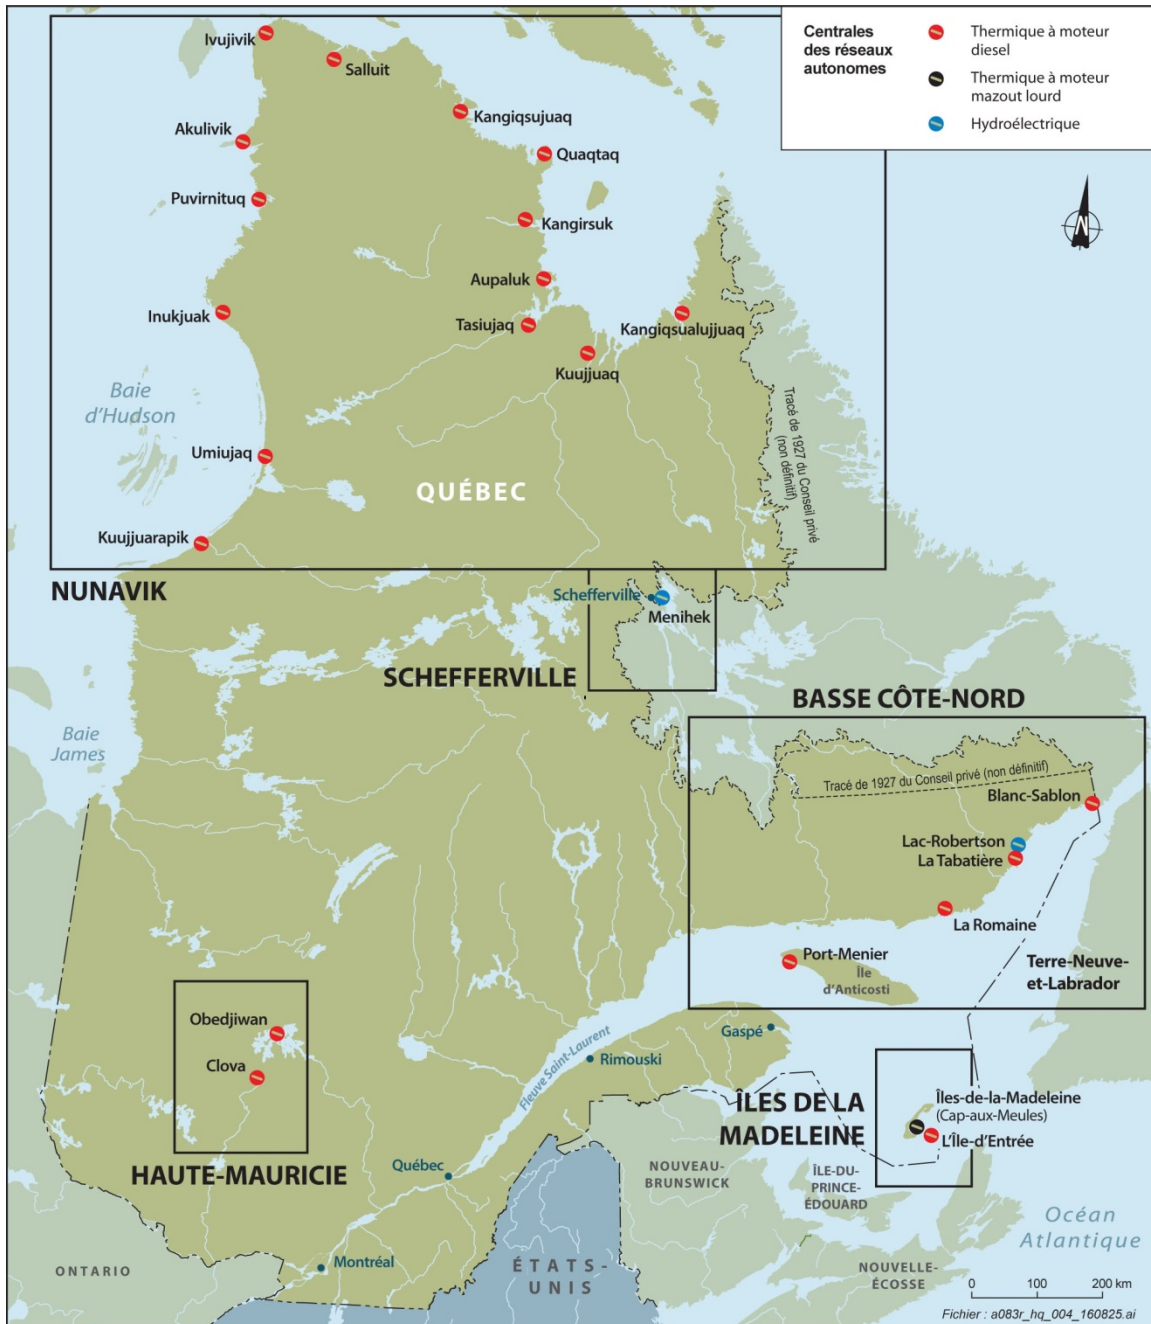 Centrales
des réseaux
autonomes
Thermique à moteur
diesel
Thermique à moteur
mazout lourd
Hydroélectrique
N
Ivujivik
Salluit
Kangiqsujuaq
Akulivik
Quaqtaq
Puvirnituq
Kangirsuk
Aupaluk
Inukjuak
Tasiujaq
Kangiqsualujjuaq
Kuujjuaq
Baie
d'Hudson
Tracé de 1927 du Conseil privé
(non définitif)
Umiujaq
QUÉBEC
Kuujjuarapik
NUNAVIK
Schefferville
Menihek
SCHEFFERVILLE
BASSE CÔTE-NORD
Baie
James
Tracé de 1927 du Conseil privé (non définitif)
Blanc-Sablon
Lac-Robertson
La Tabatière
La Romaine
Port-Menier
Île
d'Anticosti
Terre-Neuve-
et-Labrador
Obedjiwan
Clova
Gaspé
Fleuve Saint-Laurent
Rimouski
ÎLES DE LA
MADELEINE
Îles-de-la-Madeleine
(Cap-aux-Meules)
L'Île-d'Entrée
HAUTE-MAURICIE
Québec
NOUVEAU-
BRUNSWICK
ÎLE-DU-
PRINCE-
ÉDOUARD
Océan
Atlantique
Montréal
ONTARIO
ÉTATS-
UNIS
NOUVELLE-
ÉCOSSE
0 100 200 km
Fichier : a083r_hq_004_160825.ai